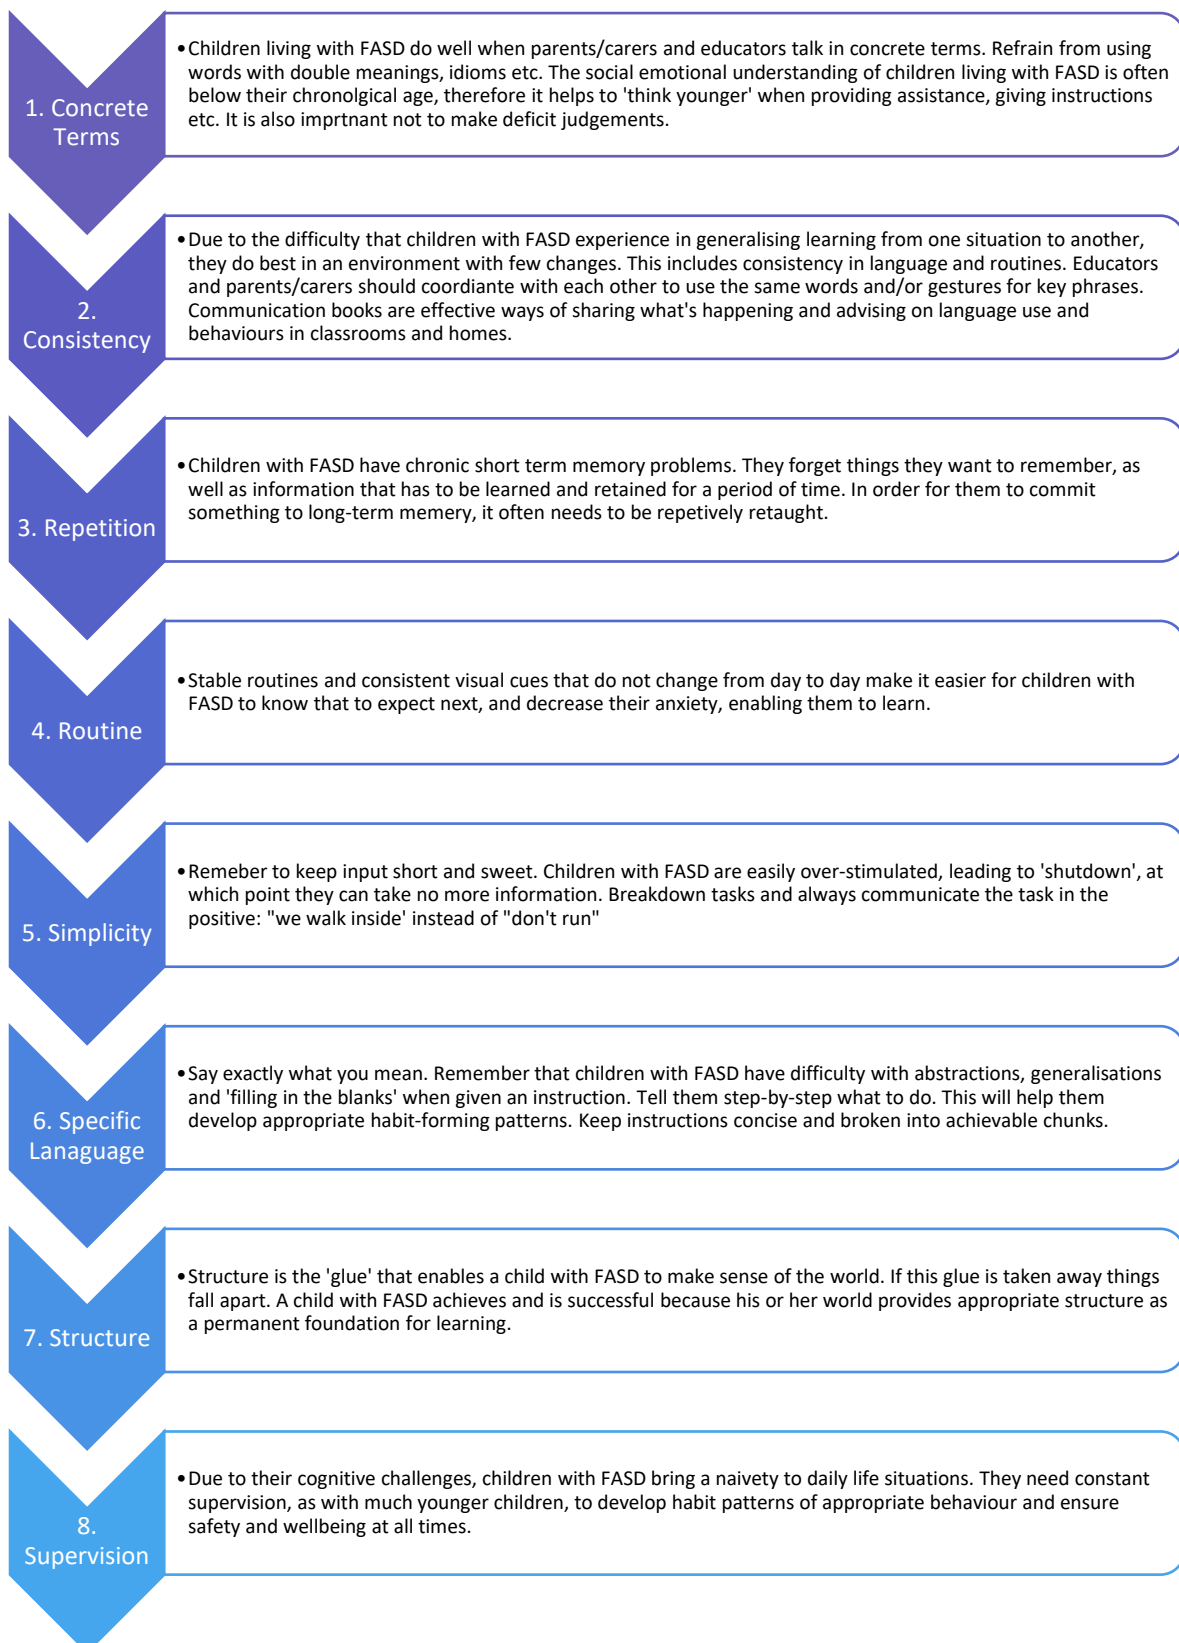 1. Concrete
Terms
•Children living with FASD do well when parents/carers and educators talk in concrete terms. Refrain from using
words with double meanings, idioms etc. The social emotional understanding of children living with FASD is often
below their chronolgical age, therefore it helps to 'think younger' when providing assistance, giving instructions
etc. It is also imprtnant not to make deficit judgements.
2.
Consistency
•Due to the difficulty that children with FASD experience in generalising learning from one situation to another,
they do best in an environment with few changes. This includes consistency in language and routines. Educators
and parents/carers should coordiante with each other to use the same words and/or gestures for key phrases.
Communication books are effective ways of sharing what's happening and advising on language use and
behaviours in classrooms and homes.
3. Repetition
•Children with FASD have chronic short term memory problems. They forget things they want to remember, as
well as information that has to be learned and retained for a period of time. In order for them to commit
something to long-term memery, it often needs to be repetively retaught.
4. Routine
•Stable routines and consistent visual cues that do not change from day to day make it easier for children with
FASD to know that to expect next, and decrease their anxiety, enabling them to learn.
5. Simplicity
•Remeber to keep input short and sweet. Children with FASD are easily over-stimulated, leading to 'shutdown', at
which point they can take no more information. Breakdown tasks and always communicate the task in the
positive: "we walk inside' instead of "don't run"
6. Specific
Lanaguage
•Say exactly what you mean. Remember that children with FASD have difficulty with abstractions, generalisations
and 'filling in the blanks' when given an instruction. Tell them step-by-step what to do. This will help them
develop appropriate habit-forming patterns. Keep instructions concise and broken into achievable chunks.
7. Structure
•Structure is the 'glue' that enables a child with FASD to make sense of the world. If this glue is taken away things
fall apart. A child with FASD achieves and is successful because his or her world provides appropriate structure as
a permanent foundation for learning.
8.
Supervision
•Due to their cognitive challenges, children with FASD bring a naivety to daily life situations. They need constant
supervision, as with much younger children, to develop habit patterns of appropriate behaviour and ensure
safety and wellbeing at all times.